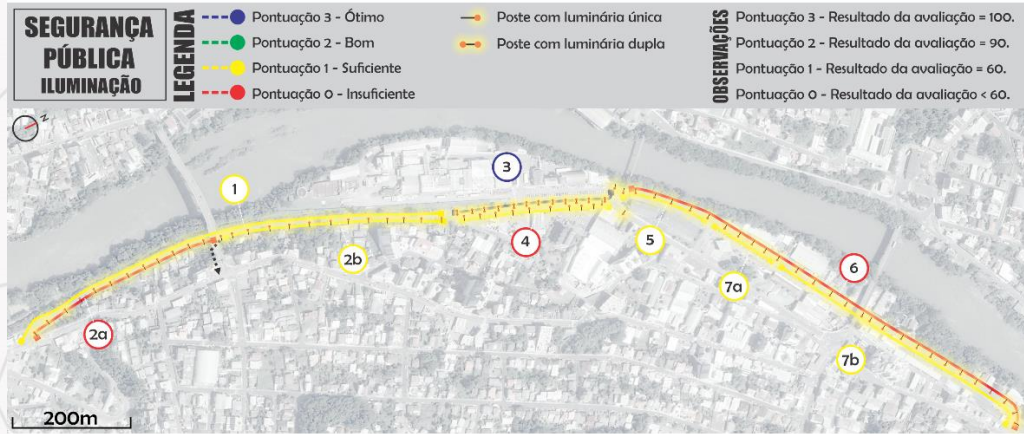 SEGURANÇA
PÚBLICA
ILUMINAÇÃO
LEGENDA
Pontuação 3 - Ótimo
Pontuação 2 - Bom
Pontuação 1 - Suficiente
Pontuação 0 - Insuficiente
Poste com luminária única
Poste com luminária dupla
OBSERVAÇÕES
Pontuação 3 - Resultado da avaliação = 100.
Pontuação 2 - Resultado da avaliação = 90.
Pontuação 1 - Resultado da avaliação = 60.
Pontuação 0 - Resultado da avaliação < 60.
N
1
3
2b
4
5
7a
6
2a
7b
200m